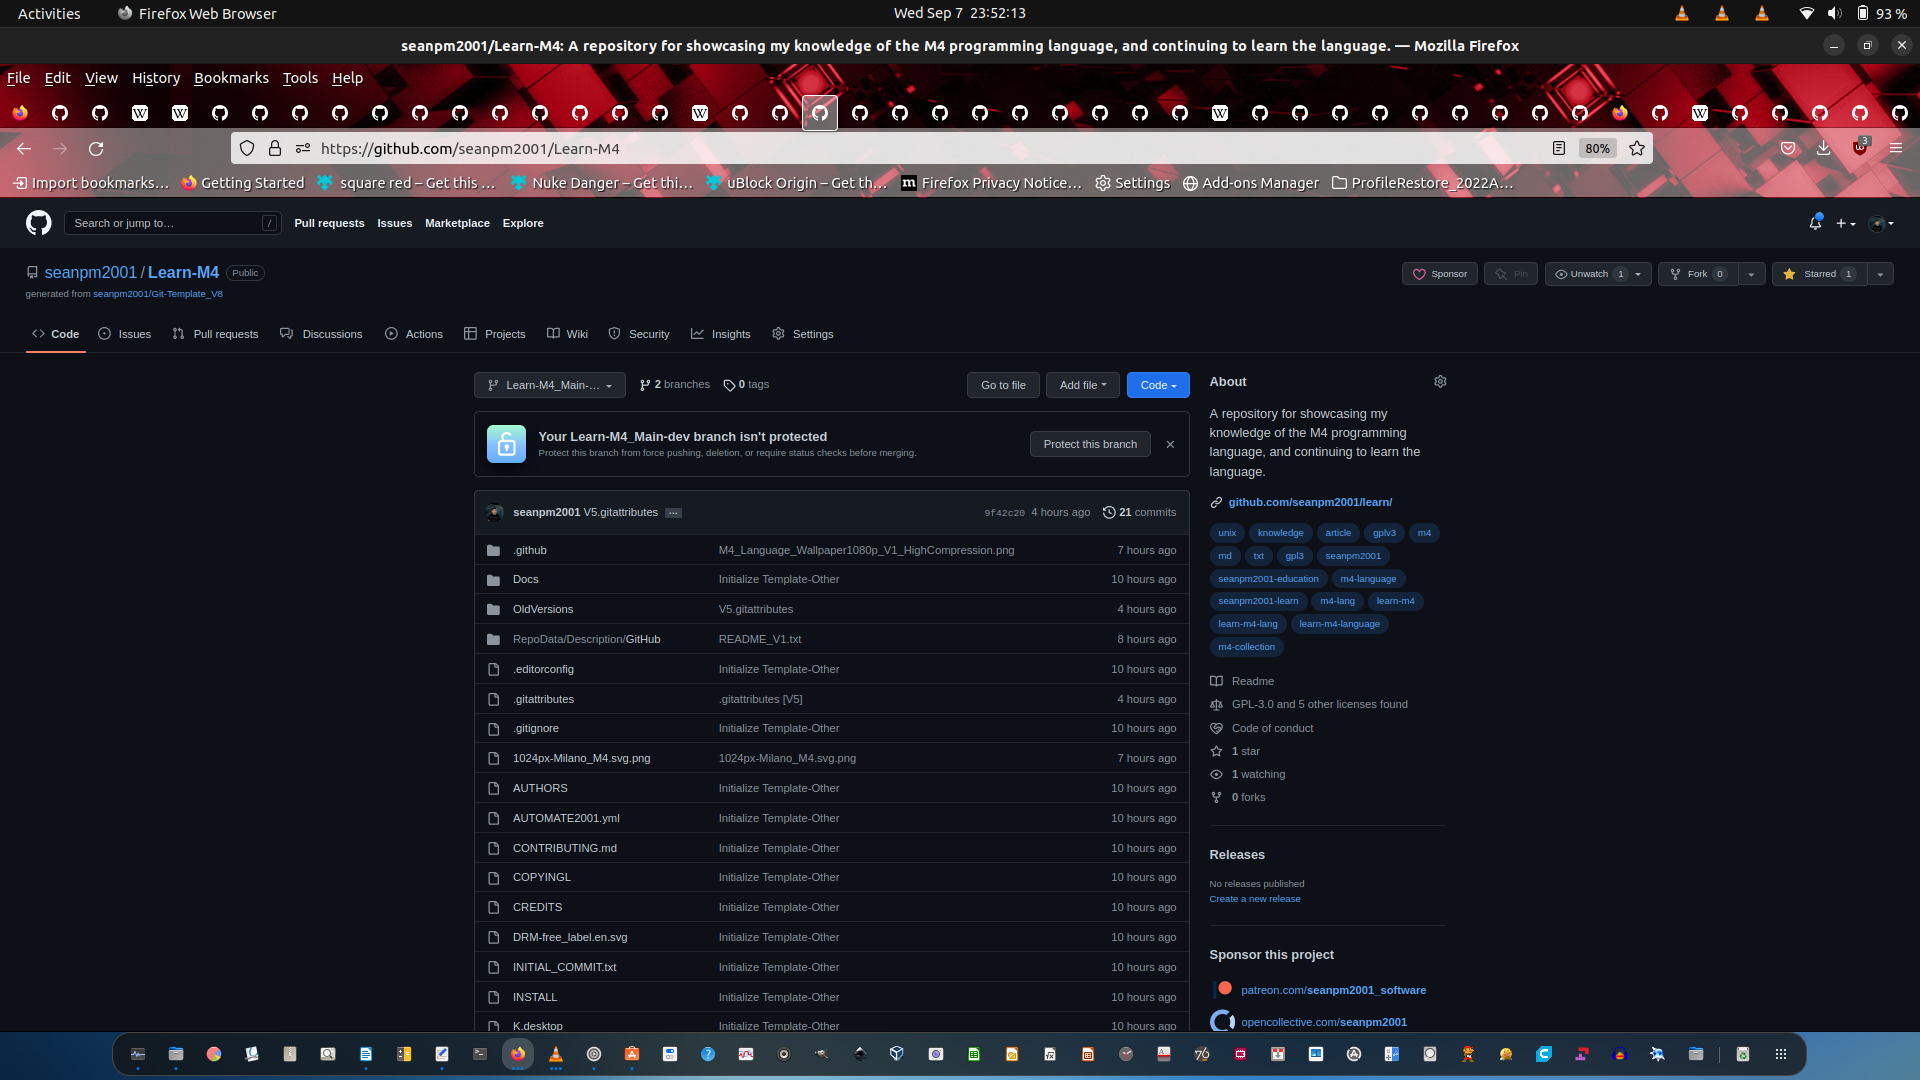 Activities Firefox Web Browser Wed Sep 7 23:52:13 93 %
seanpm2001/Learn-M4: A repository for showcasing my knowledge of the M4 programming language, and continuing to learn the language. — Mozilla Firefox
File Edit View History Bookmarks Tools Help
https://github.com/seanpm2001/Learn-M4 80% 3
Import bookmarks… Getting Started square red – Get this … Nuke Danger – Get thi… uBlock Origin – Get th… Firefox Privacy Notice… Settings Add-ons Manager ProfileRestore_2022A…
Search or jump to… / Pull requests Issues Marketplace Explore
seanpm2001 / Learn-M4 Public Sponsor Pin Unwatch 1 Fork 0 Starred 1
generated from seanpm2001/Git-Template_V8
Code Issues Pull requests Discussions Actions Projects Wiki Security Insights Settings
Learn-M4_Main-… 2 branches 0 tags Go to file Add file Code
Your Learn-M4_Main-dev branch isn't protected
Protect this branch from force pushing, deletion, or require status checks before merging.
Protect this branch
seanpm2001 V5.gitattributes … 9f42c20 4 hours ago 21 commits
.github M4_Language_Wallpaper1080p_V1_HighCompression.png 7 hours ago
Docs Initialize Template-Other 10 hours ago
OldVersions V5.gitattributes 4 hours ago
RepoData/Description/GitHub README_V1.txt 8 hours ago
.editorconfig Initialize Template-Other 10 hours ago
.gitattributes .gitattributes [V5] 4 hours ago
.gitignore Initialize Template-Other 10 hours ago
1024px-Milano_M4.svg.png 1024px-Milano_M4.svg.png 7 hours ago
AUTHORS Initialize Template-Other 10 hours ago
AUTOMATE2001.yml Initialize Template-Other 10 hours ago
CONTRIBUTING.md Initialize Template-Other 10 hours ago
COPYINGL Initialize Template-Other 10 hours ago
CREDITS Initialize Template-Other 10 hours ago
DRM-free_label.en.svg Initialize Template-Other 10 hours ago
INITIAL_COMMIT.txt Initialize Template-Other 10 hours ago
INSTALL Initialize Template-Other 10 hours ago
K.desktop Initialize Template-Other 10 hours ago
About
A repository for showcasing my
knowledge of the M4 programming
language, and continuing to learn the
language.
github.com/seanpm2001/learn/
unix knowledge article gplv3 m4
md txt gpl3 seanpm2001
seanpm2001-education m4-language
seanpm2001-learn m4-lang learn-m4
learn-m4-lang learn-m4-language
m4-collection
Readme
GPL-3.0 and 5 other licenses found
Code of conduct
1 star
1 watching
0 forks
Releases
No releases published
Create a new release
Sponsor this project
patreon.com/seanpm2001_software
opencollective.com/seanpm2001